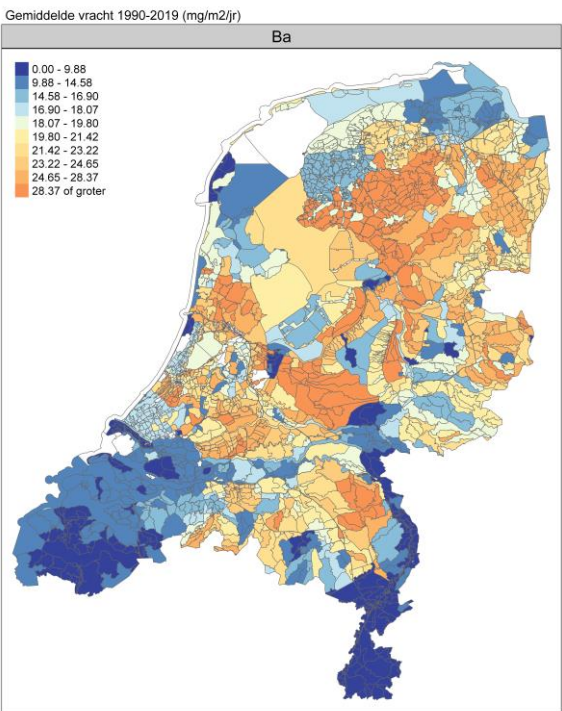 Gemiddelde vracht 1990-2019 (mg/m2/jr)
Ba
0.00 - 9.88
9.88 - 14.58
14.58 - 16.90
16.90 - 18.07
18.07 - 19.80
19.80 - 21.42
21.42 - 23.22
23.22 - 24.65
24.65 - 28.37
28.37 of groter